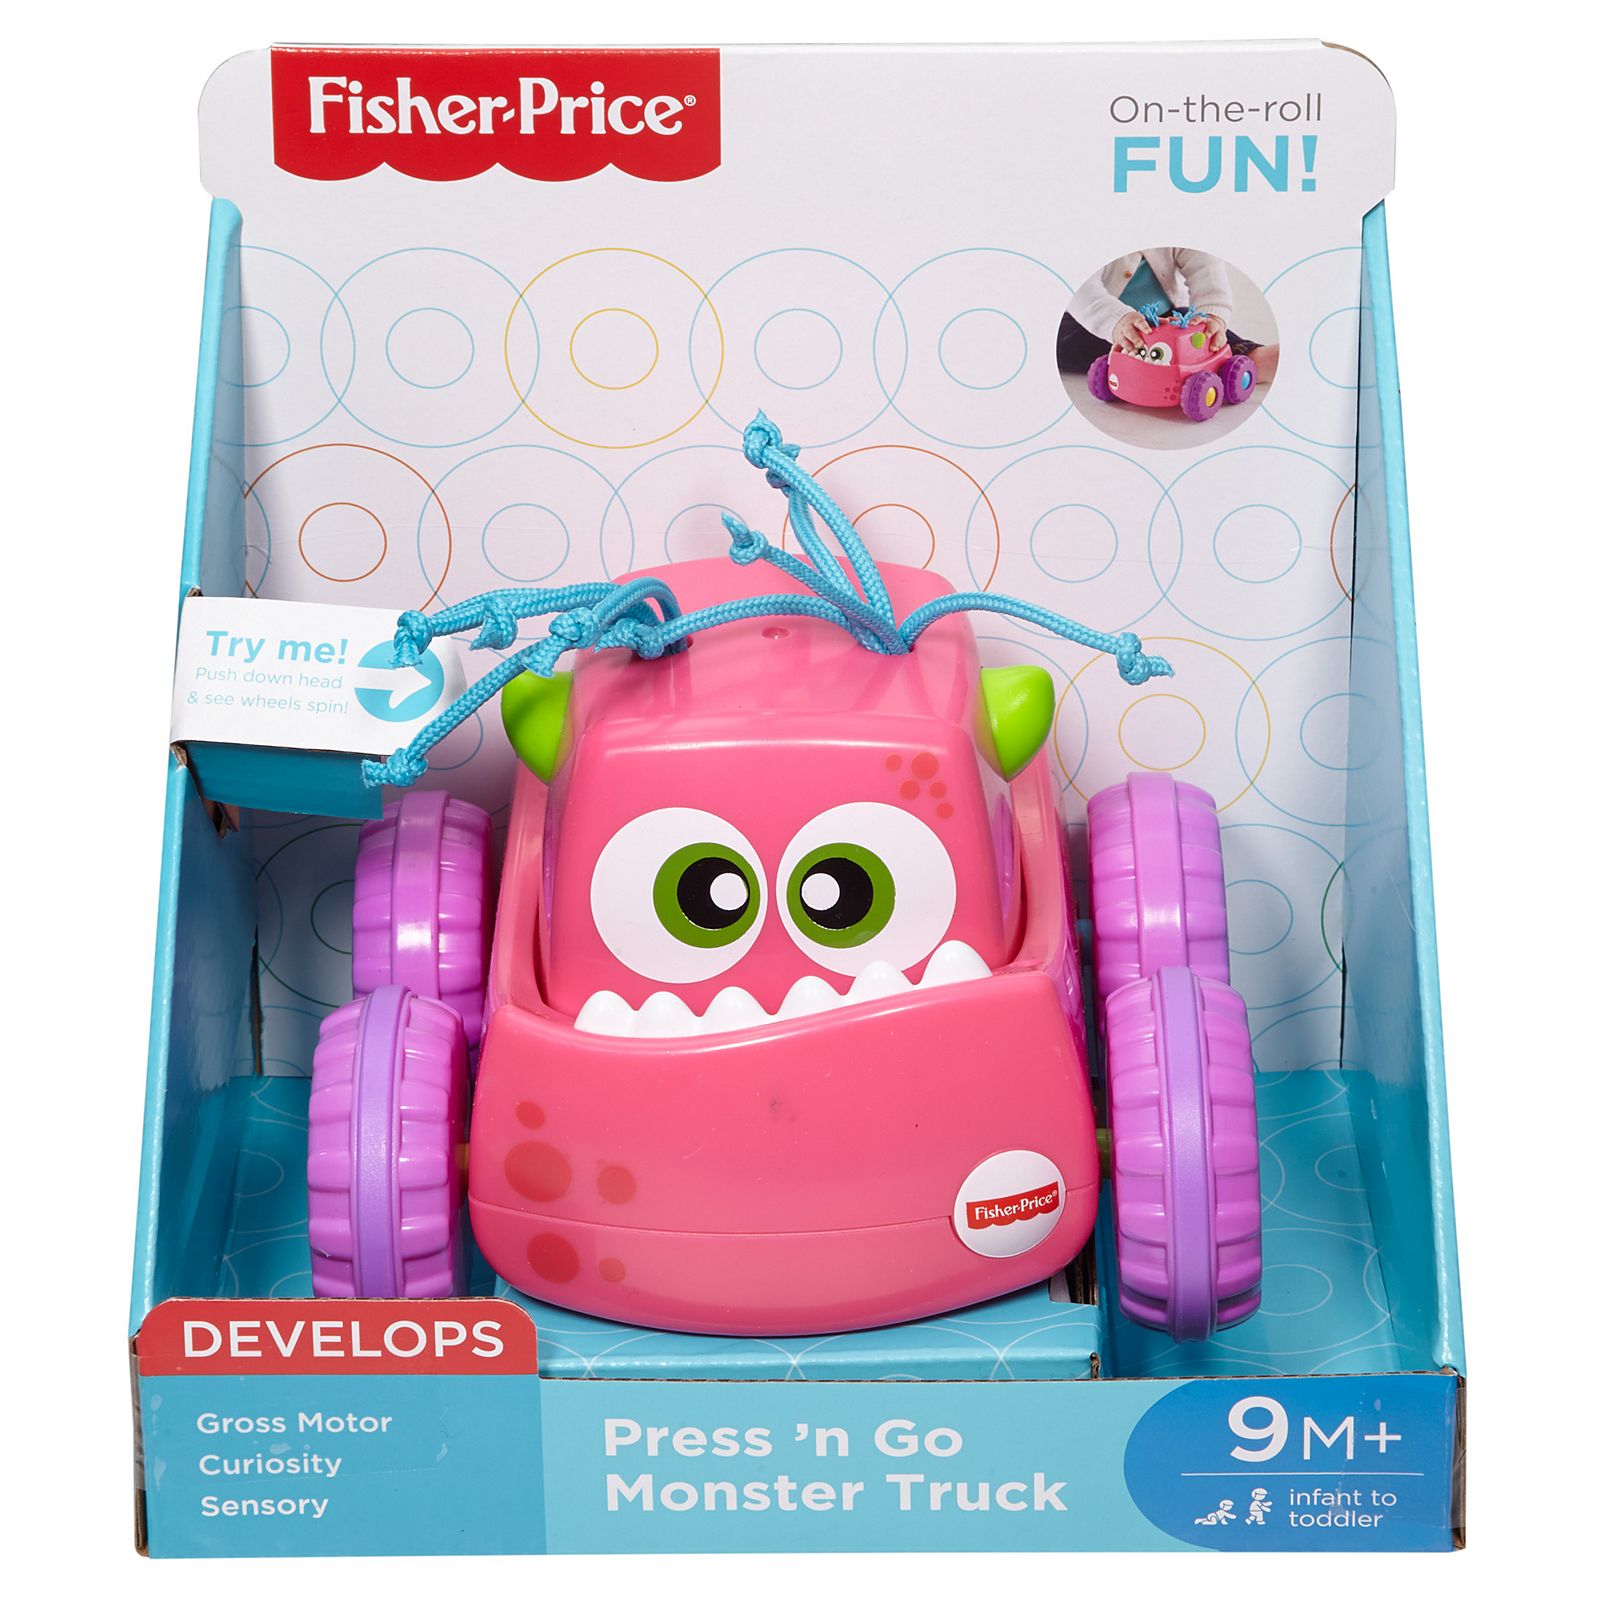 Fisher-Price®
On-the-roll
FUN!
Try me!
Push down head
& see wheels spin!
Fisher-Price®
DEVELOPS
Gross Motor
Curiosity
Sensory
Press 'n Go
Monster Truck
9M+
infant to
toddler